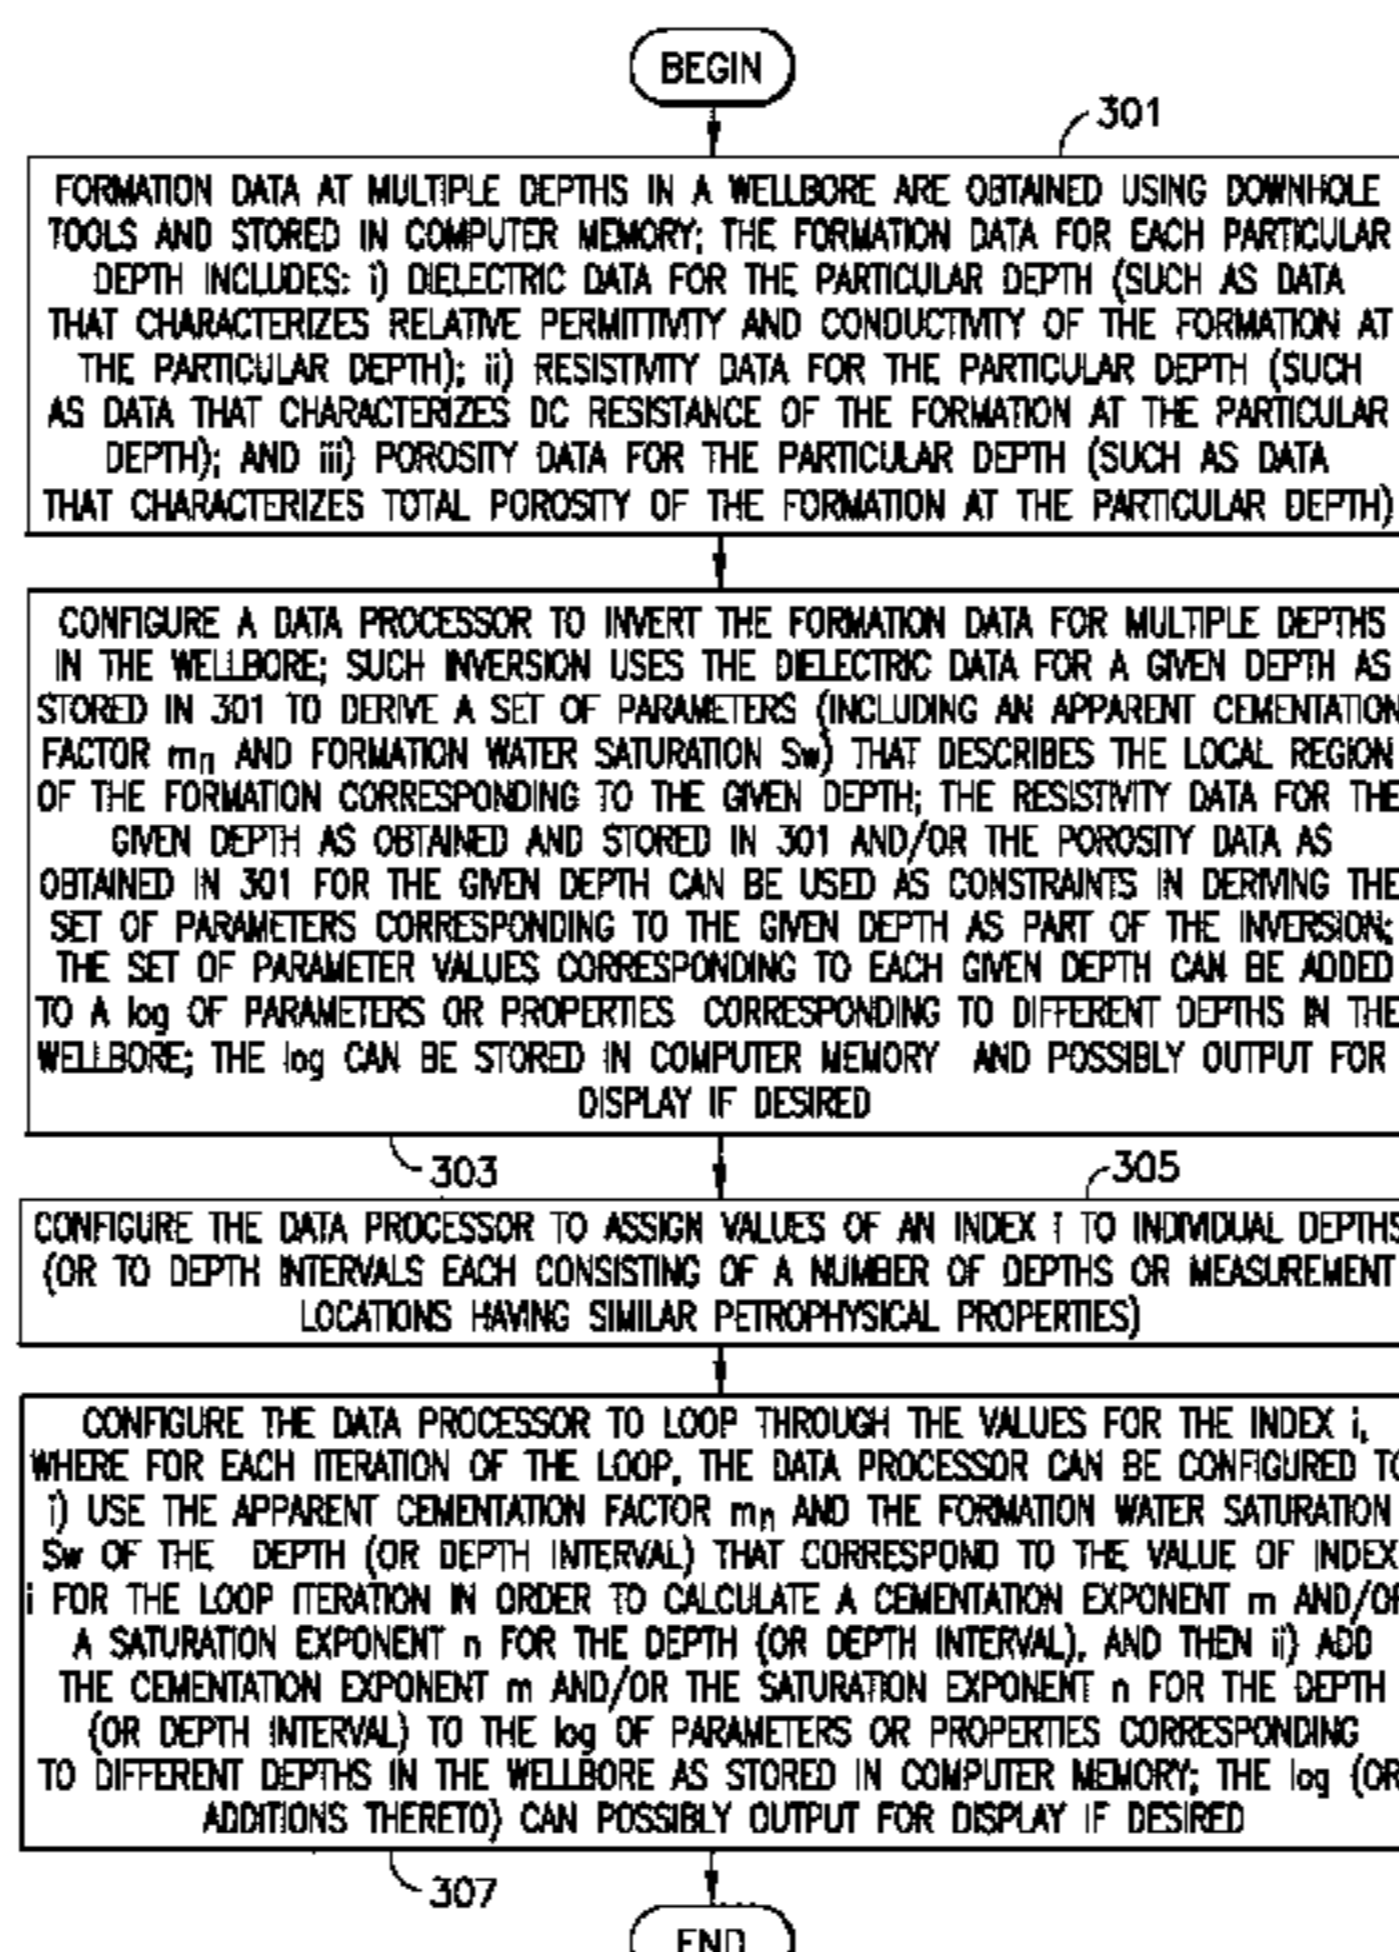 BEGIN
301
FORMATION DATA AT MULTIPLE DEPTHS IN A WELLBORE ARE OBTAINED USING DOWNHOLE
TOOLS AND STORED IN COMPUTER MEMORY; THE FORMATION DATA FOR EACH PARTICULAR
DEPTH INCLUDES: i) DIELECTRIC DATA FOR THE PARTICULAR DEPTH (SUCH AS DATA
THAT CHARACTERIZES RELATIVE PERMITTIVITY AND CONDUCTIVITY OF THE FORMATION AT
THE PARTICULAR DEPTH); ii) RESISTIVITY DATA FOR THE PARTICULAR DEPTH (SUCH
AS DATA THAT CHARACTERIZES DC RESISTANCE OF THE FORMATION AT THE PARTICULAR
DEPTH); AND iii) POROSITY DATA FOR THE PARTICULAR DEPTH (SUCH AS DATA
THAT CHARACTERIZES TOTAL POROSITY OF THE FORMATION AT THE PARTICULAR DEPTH)
CONFIGURE A DATA PROCESSOR TO INVERT THE FORMATION DATA FOR MULTIPLE DEPTHS
IN THE WELLBORE; SUCH INVERSION USES THE DIELECTRIC DATA FOR A GIVEN DEPTH AS
STORED IN 301 TO DERIVE A SET OF PARAMETERS (INCLUDING AN APPARENT CEMENTATION
FACTOR mn AND FORMATION WATER SATURATION Sw) THAT DESCRIBES THE LOCAL REGION
OF THE FORMATION CORRESPONDING TO THE GIVEN DEPTH; THE RESISTIVITY DATA FOR THE
GIVEN DEPTH AS OBTAINED AND STORED IN 301 AND/OR THE POROSITY DATA AS
OBTAINED IN 301 FOR THE GIVEN DEPTH CAN BE USED AS CONSTRAINTS IN DERIVING THE
SET OF PARAMETERS CORRESPONDING TO THE GIVEN DEPTH AS PART OF THE INVERSION;
THE SET OF PARAMETER VALUES CORRESPONDING TO EACH GIVEN DEPTH CAN BE ADDED
TO A log OF PARAMETERS OR PROPERTIES CORRESPONDING TO DIFFERENT DEPTHS IN THE
WELLBORE; THE log CAN BE STORED IN COMPUTER MEMORY AND POSSIBLY OUTPUT FOR
DISPLAY IF DESIRED
303
305
CONFIGURE THE DATA PROCESSOR TO ASSIGN VALUES OF AN INDEX i TO INDIVIDUAL DEPTHS
(OR TO DEPTH INTERVALS EACH CONSISTING OF A NUMBER OF DEPTHS OR MEASUREMENT
LOCATIONS HAVING SIMILAR PETROPHYSICAL PROPERTIES)
CONFIGURE THE DATA PROCESSOR TO LOOP THROUGH THE VALUES FOR THE INDEX i,
WHERE FOR EACH ITERATION OF THE LOOP, THE DATA PROCESSOR CAN BE CONFIGURED TO
i) USE THE APPARENT CEMENTATION FACTOR mn AND THE FORMATION WATER SATURATION
Sw OF THE DEPTH (OR DEPTH INTERVAL) THAT CORRESPOND TO THE VALUE OF INDEX
i FOR THE LOOP ITERATION IN ORDER TO CALCULATE A CEMENTATION EXPONENT m AND/OR
A SATURATION EXPONENT n FOR THE DEPTH (OR DEPTH INTERVAL), AND THEN ii) ADD
THE CEMENTATION EXPONENT m AND/OR THE SATURATION EXPONENT n FOR THE DEPTH
(OR DEPTH INTERVAL) TO THE log OF PARAMETERS OR PROPERTIES CORRESPONDING
TO DIFFERENT DEPTHS IN THE WELLBORE AS STORED IN COMPUTER MEMORY; THE log (OR
ADDITIONS THERETO) CAN POSSIBLY OUTPUT FOR DISPLAY IF DESIRED
307
END